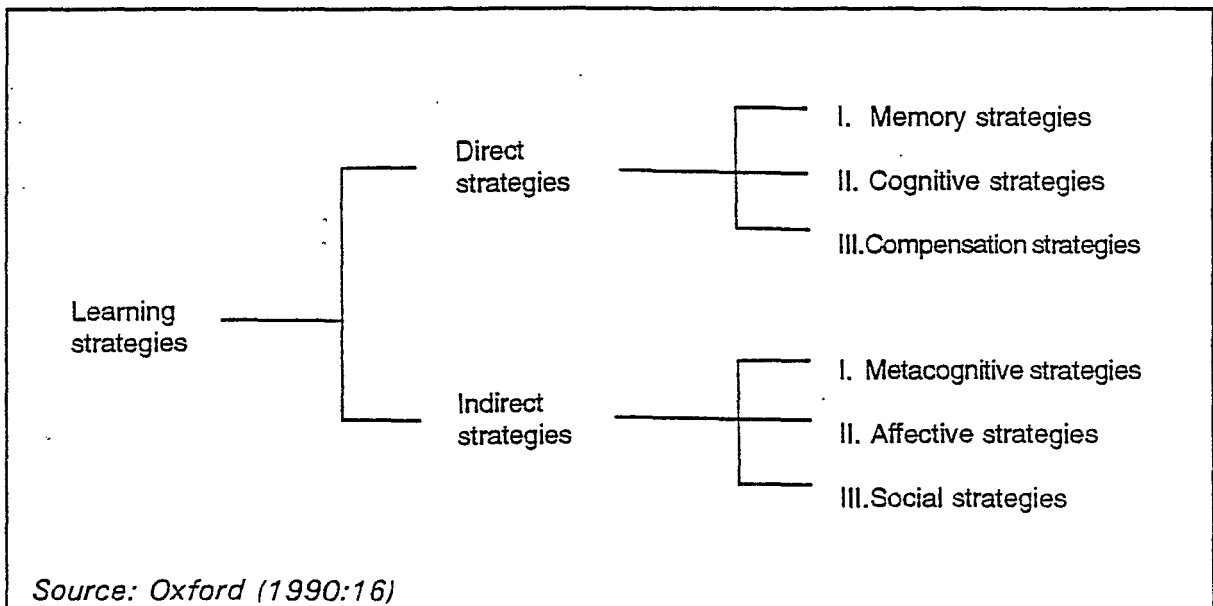 Learning
strategies
Direct
strategies
I. Memory strategies
II. Cognitive strategies
III.Compensation strategies
Indirect
strategies
I. Metacognitive strategies
II. Affective strategies
III.Social strategies
Source: Oxford (1990:16)